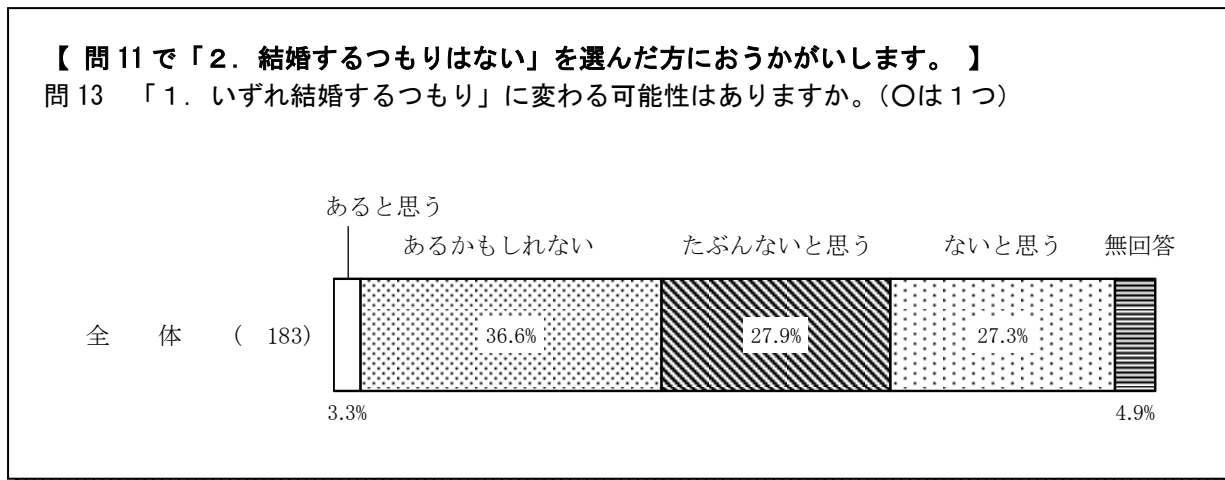 【 問11で「２．結婚するつもりはない」を選んだ方におうかがいします。 】
問13　「１．いずれ結婚するつもり」に変わる可能性はありますか。(〇は１つ)
あると思う
あるかもしれない　たぶんないと思う　ないと思う　無回答
全　体　(　183)　36.6%　27.9%　27.3%
3.3%　4.9%